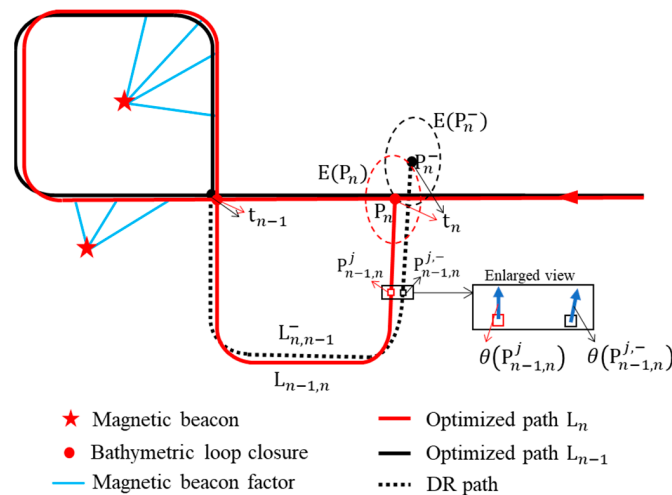 E(P_n^-)
E(P_n)
P_n^-
P_n
t_{n-1}
t_n
P_{n-1,n}^j
P_{n-1,n}^{j,-}
Enlarged view
θ(P_{n-1,n}^j)
θ(P_{n-1,n}^{j,-})
L_{n,n-1}^-
L_{n-1,n}
Magnetic beacon
Optimized path L_n
Bathymetric loop closure
Optimized path L_{n-1}
Magnetic beacon factor
DR path